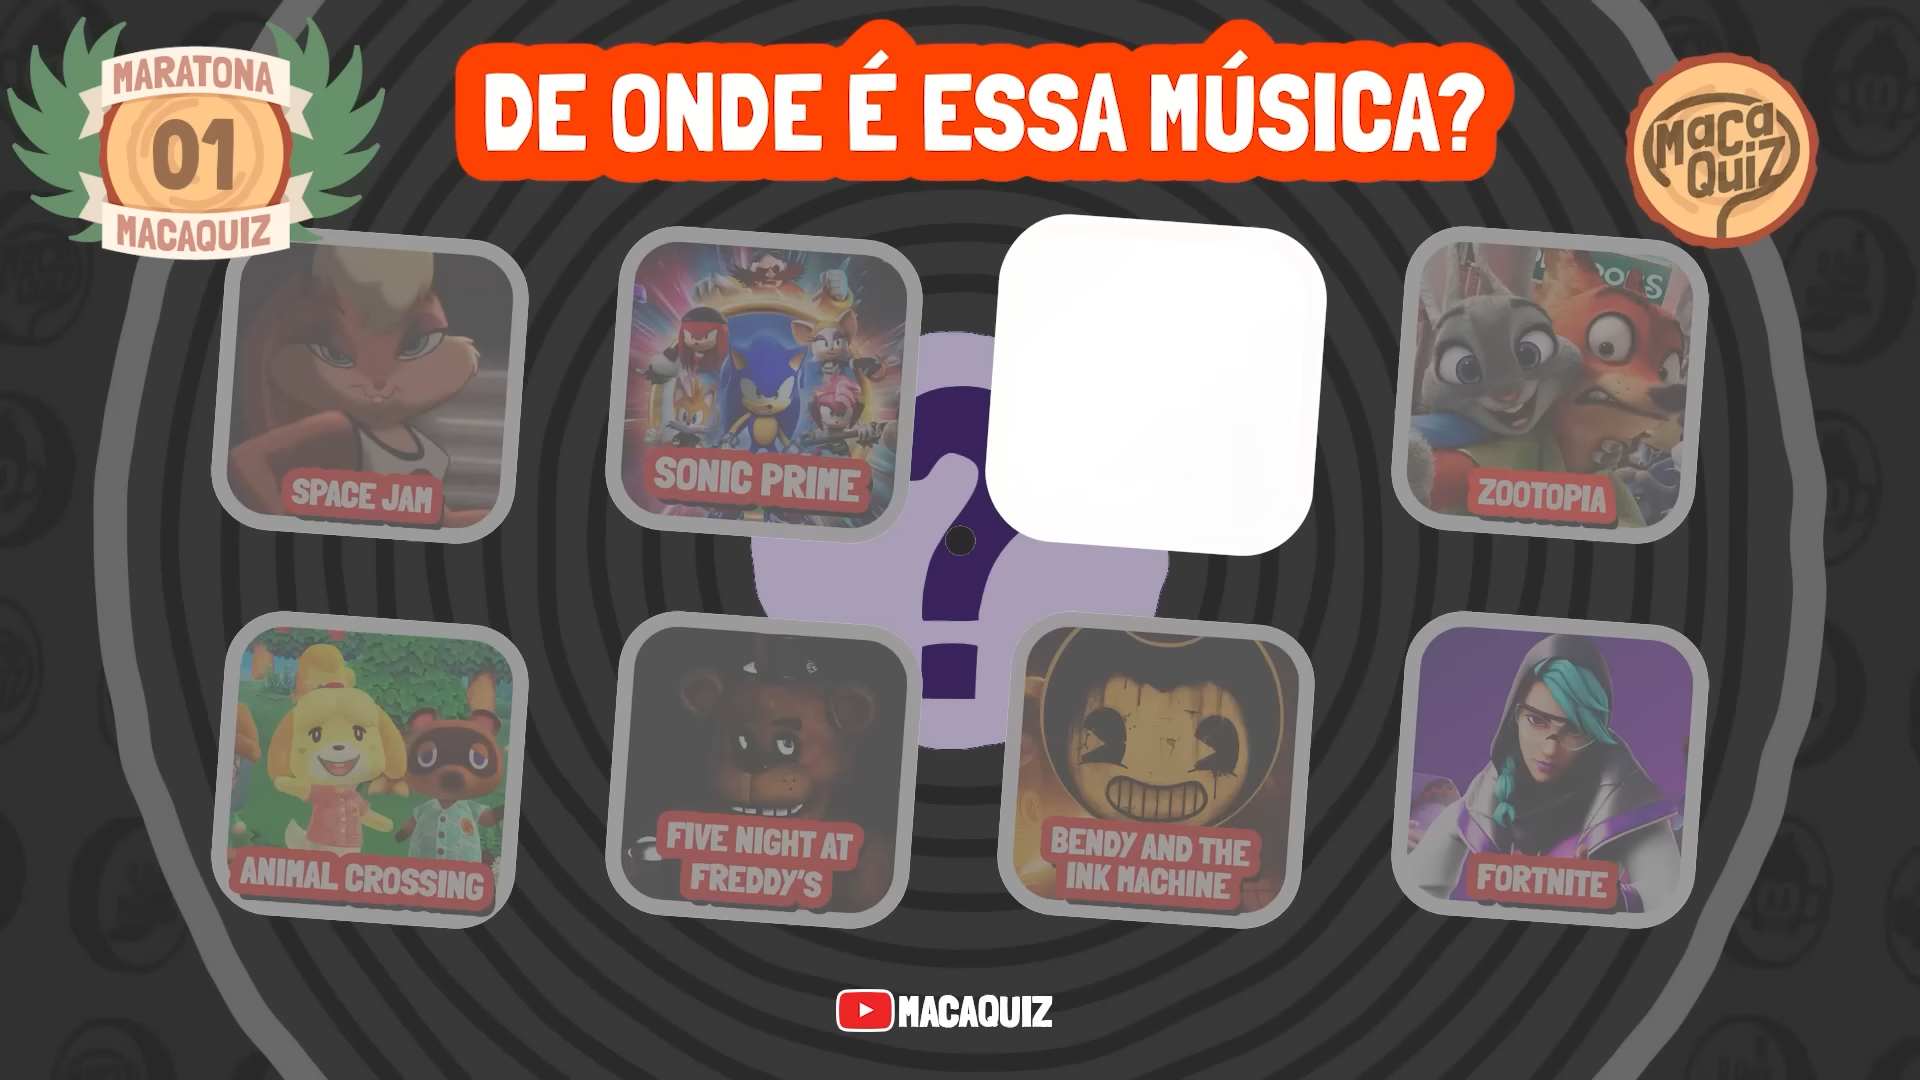 MARATONA
01
MACAQUIZ
DE ONDE É ESSA MÚSICA?
MaCa
QuiZ
SPACE JAM
SONIC PRIME
ZOOTOPIA
ANIMAL CROSSING
FIVE NIGHT AT
FREDDY'S
BENDY AND THE
INK MACHINE
FORTNITE
MACAQUIZ